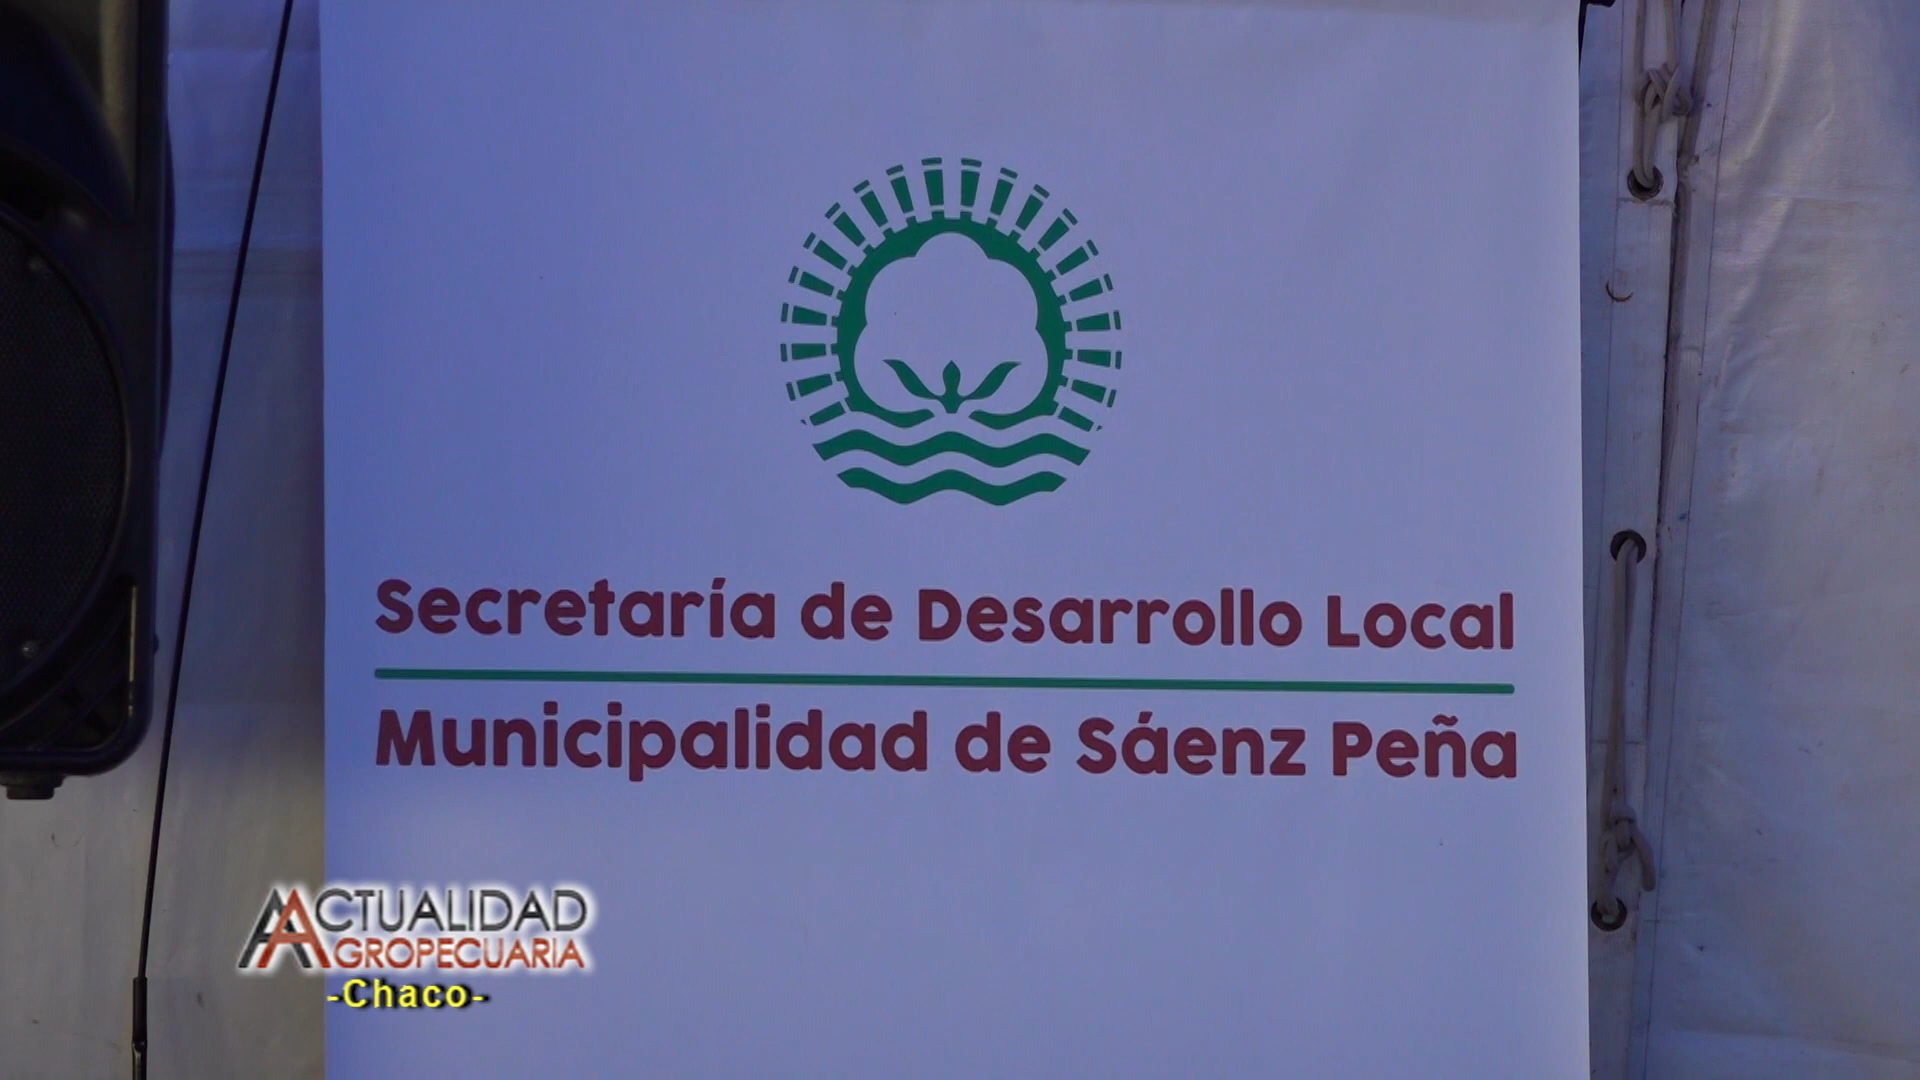 Secretaría de Desarrollo Local
Municipalidad de Sáenz Peña
ACTUALIDAD
AGROPECUARIA
-Chaco-